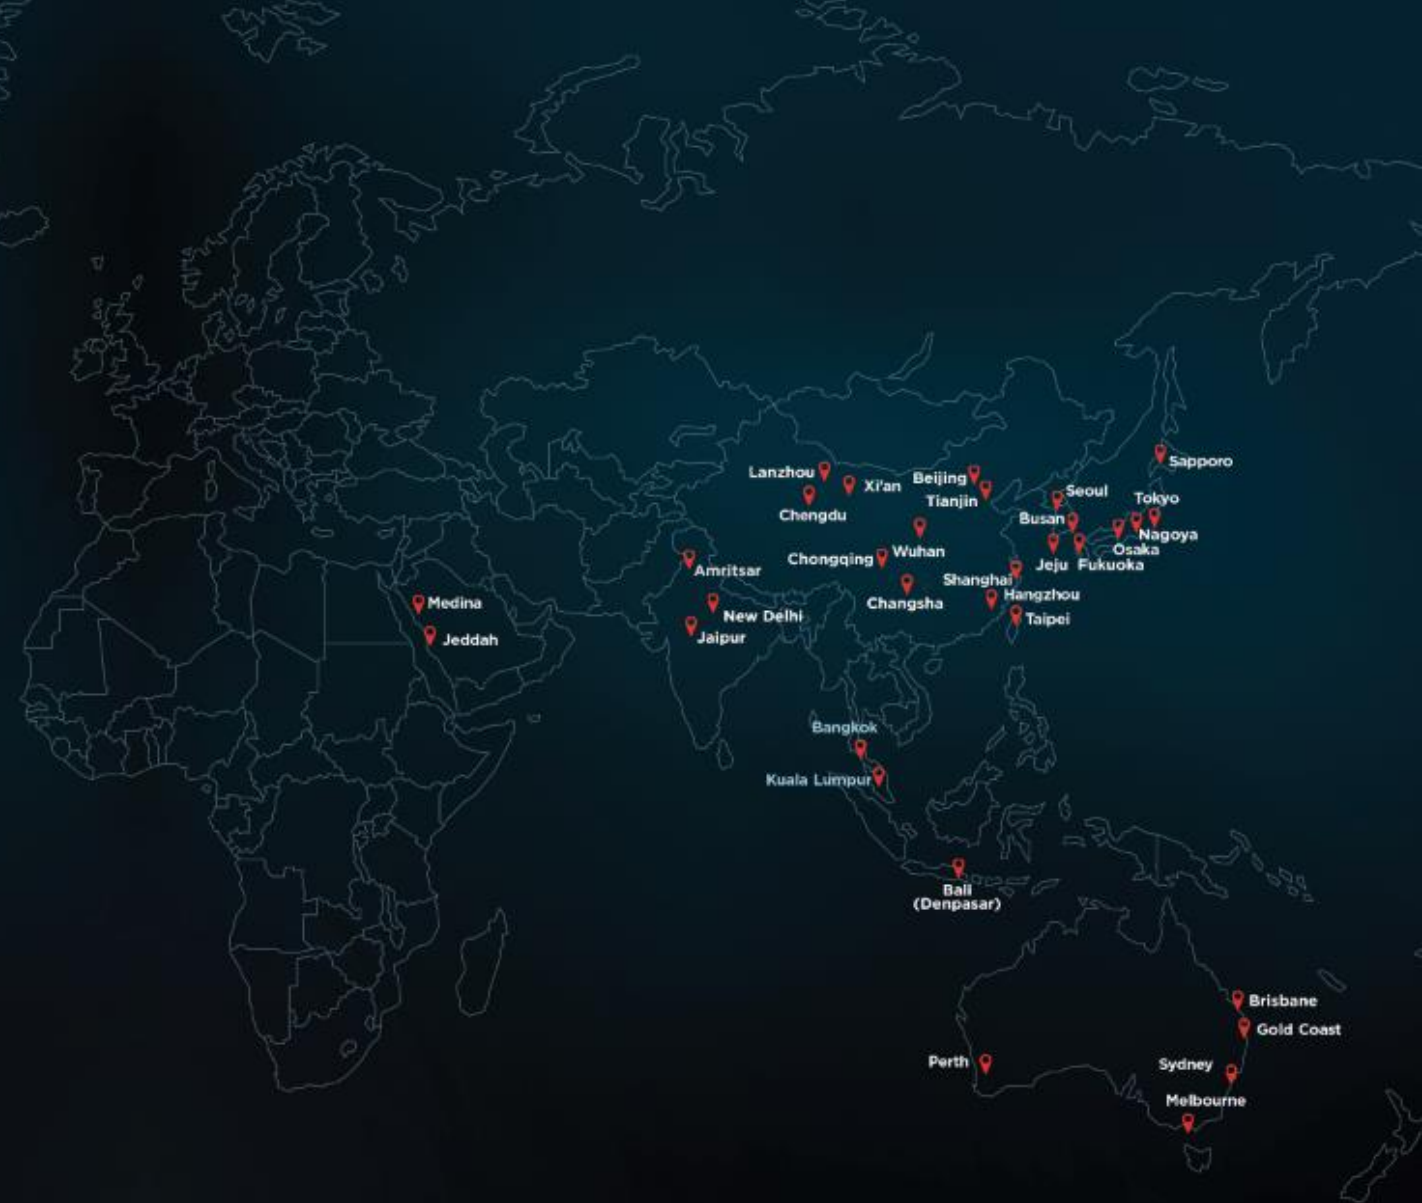 Sapporo
Lanzhou
Xi'an
Beijing
Tianjin
Seoul
Tokyo
Chengdu
Busan
Nagoya
Wuhan
Osaka
Chongqing
Jeju
Fukuoka
Amritsar
Shanghai
Hangzhou
Changsha
Medina
New Delhi
Taipei
Jeddah
Jaipur
Bangkok
Kuala Lumpur
Bali
(Denpasar)
Brisbane
Gold Coast
Perth
Sydney
Melbourne